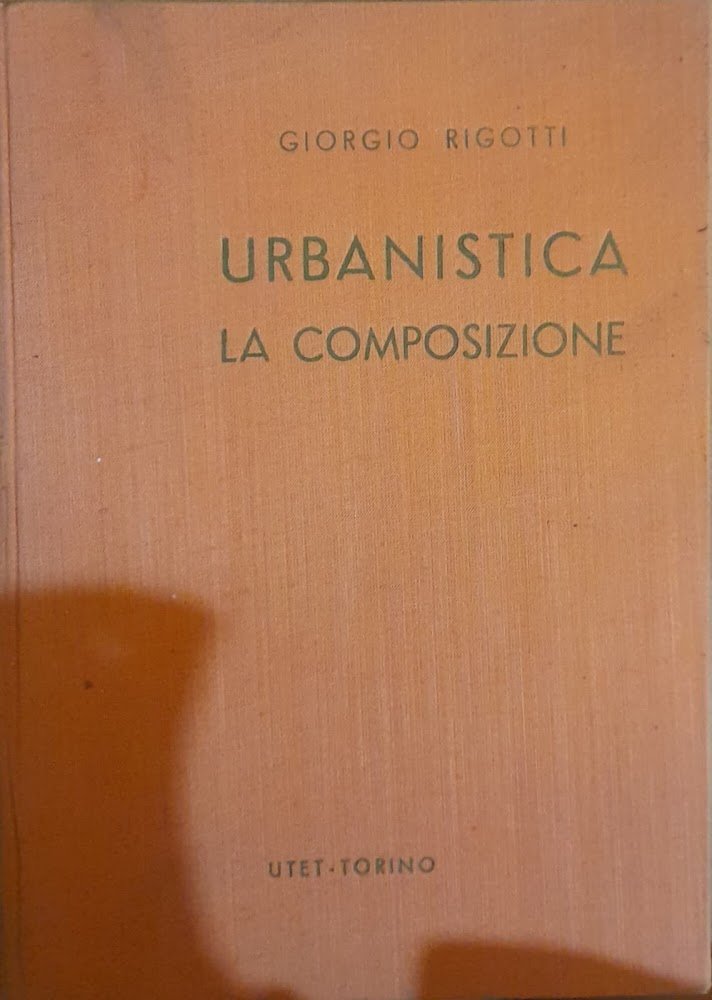 GIORGIO RIGOTTI
URBANISTICA
LA COMPOSIZIONE
UTET-TORINO